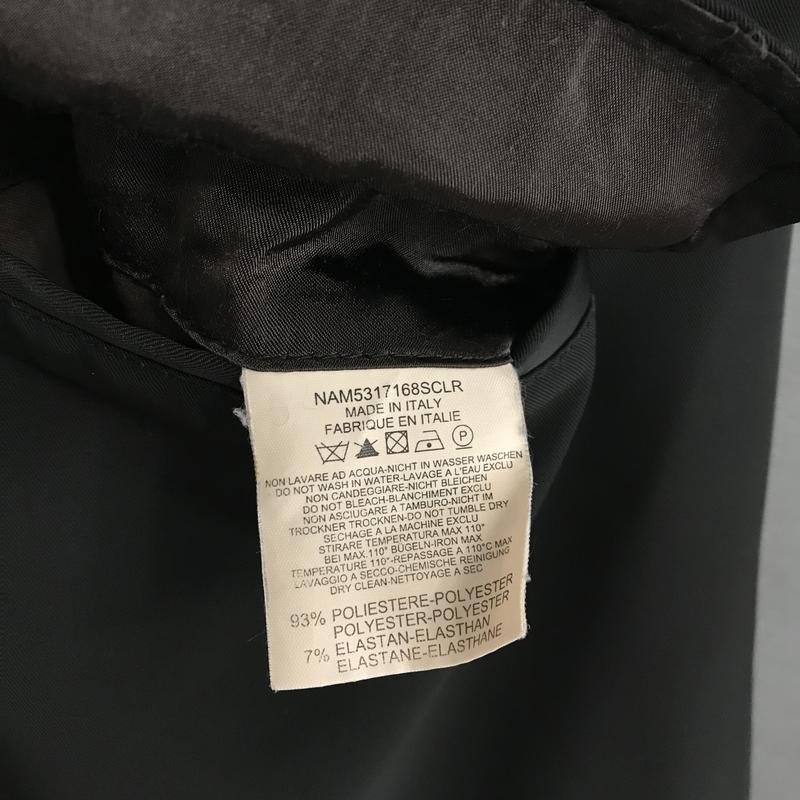 NAM5317168SCLR
MADE IN ITALY
FABRIQUE EN ITALIE
P
NON LAVARE AD ACQUA-NICHT IN WASSER WASCHEN
DO NOT WASH IN WATER-LAVAGE A L'EAU EXCLU
NON CANDEGGIARE-NICHT BLEICHEN
DO NOT BLEACH-BLANCHIMENT EXCLU
NON ASCIUGARE A TAMBURO-NICHT IM
TROCKNER TROCKNEN-DO NOT TUMBLE DRY
SECHAGE A LA MACHINE EXCLU
STIRARE TEMPERATURA MAX 110°
BEI MAX.110° BÜGELN-IRON MAX
TEMPERATURE 110°-REPASSAGE A 110°C MAX
LAVAGGIO A SECCO-CHEMISCHE REINIGUNG
DRY CLEAN-NETTOYAGE A SEC
93% POLIESTERE-POLYESTER
POLYESTER-POLYESTER
7% ELASTAN-ELASTHAN
ELASTANE-ELASTHANE